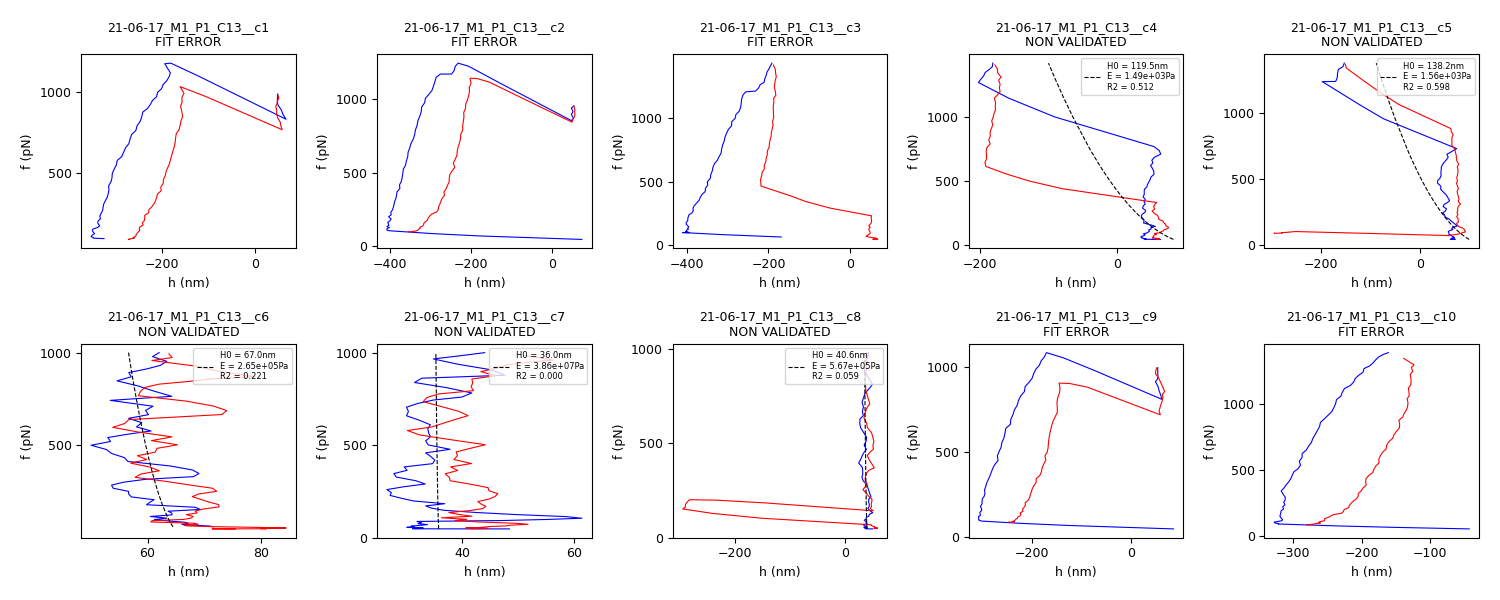 21-06-17_M1_P1_C13__c1
FIT ERROR
f (pN)
1000
500
−200
0
h (nm)
21-06-17_M1_P1_C13__c2
FIT ERROR
f (pN)
1000
500
0
−400
−200
0
h (nm)
21-06-17_M1_P1_C13__c3
FIT ERROR
f (pN)
1000
500
0
−400
−200
0
h (nm)
21-06-17_M1_P1_C13__c4
NON VALIDATED
H0 = 119.5nm
E = 1.49e+03Pa
R2 = 0.512
f (pN)
1000
500
0
−200
0
h (nm)
21-06-17_M1_P1_C13__c5
NON VALIDATED
H0 = 138.2nm
E = 1.56e+03Pa
R2 = 0.598
f (pN)
1000
500
0
−200
0
h (nm)
21-06-17_M1_P1_C13__c6
NON VALIDATED
H0 = 67.0nm
E = 2.65e+05Pa
R2 = 0.221
f (pN)
1000
500
60
80
h (nm)
21-06-17_M1_P1_C13__c7
NON VALIDATED
H0 = 36.0nm
E = 3.86e+07Pa
R2 = 0.000
f (pN)
1000
500
0
40
60
h (nm)
21-06-17_M1_P1_C13__c8
NON VALIDATED
H0 = 40.6nm
E = 5.67e+05Pa
R2 = 0.059
f (pN)
1000
500
0
−200
0
h (nm)
21-06-17_M1_P1_C13__c9
FIT ERROR
f (pN)
1000
500
0
−200
0
h (nm)
21-06-17_M1_P1_C13__c10
FIT ERROR
f (pN)
1000
500
0
−300
−200
−100
h (nm)